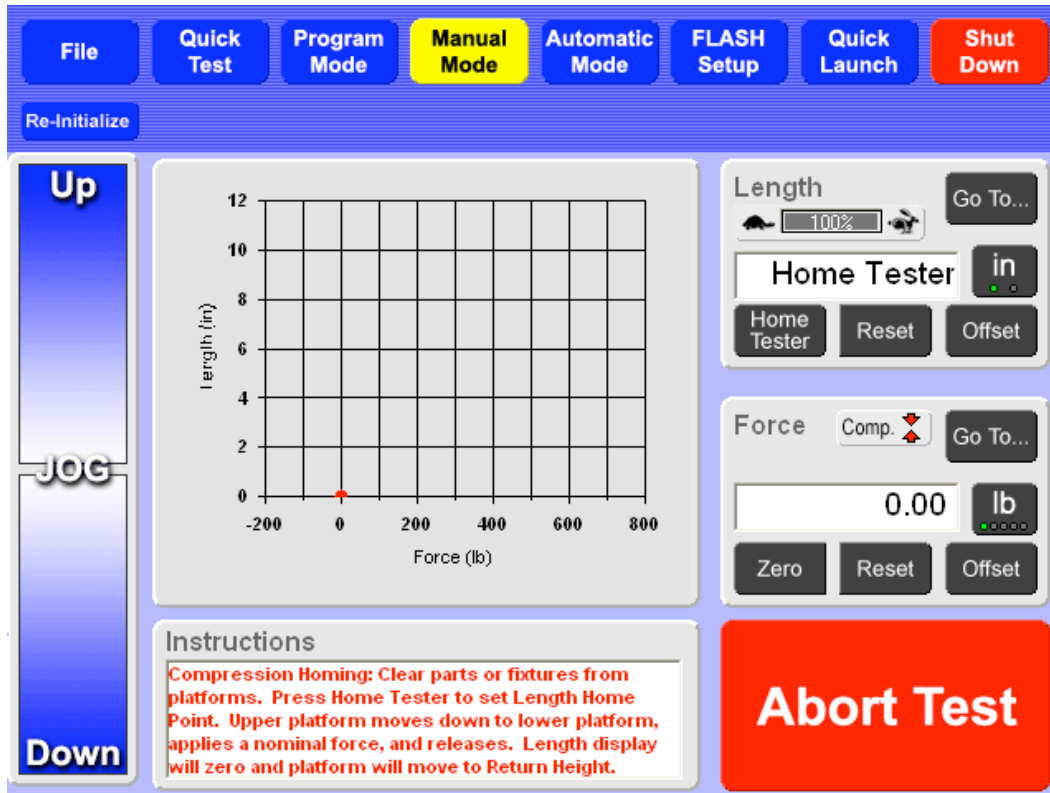 File
Quick
Test
Program
Mode
Manual
Mode
Automatic
Mode
FLASH
Setup
Quick
Launch
Shut
Down
Re-Initialize
Up
JOG
Down
12
10
8
6
4
2
0
Length (in)
-200 0 200 400 600 800
Force (lb)
Length
Go To...
100%
Home Tester
in
Home
Tester
Reset
Offset
Force
Comp.
Go To...
0.00
lb
Zero
Reset
Offset
Instructions
Compression Homing: Clear parts or fixtures from
platforms. Press Home Tester to set Length Home
Point. Upper platform moves down to lower platform,
applies a nominal force, and releases. Length display
will zero and platform will move to Return Height.
Abort Test